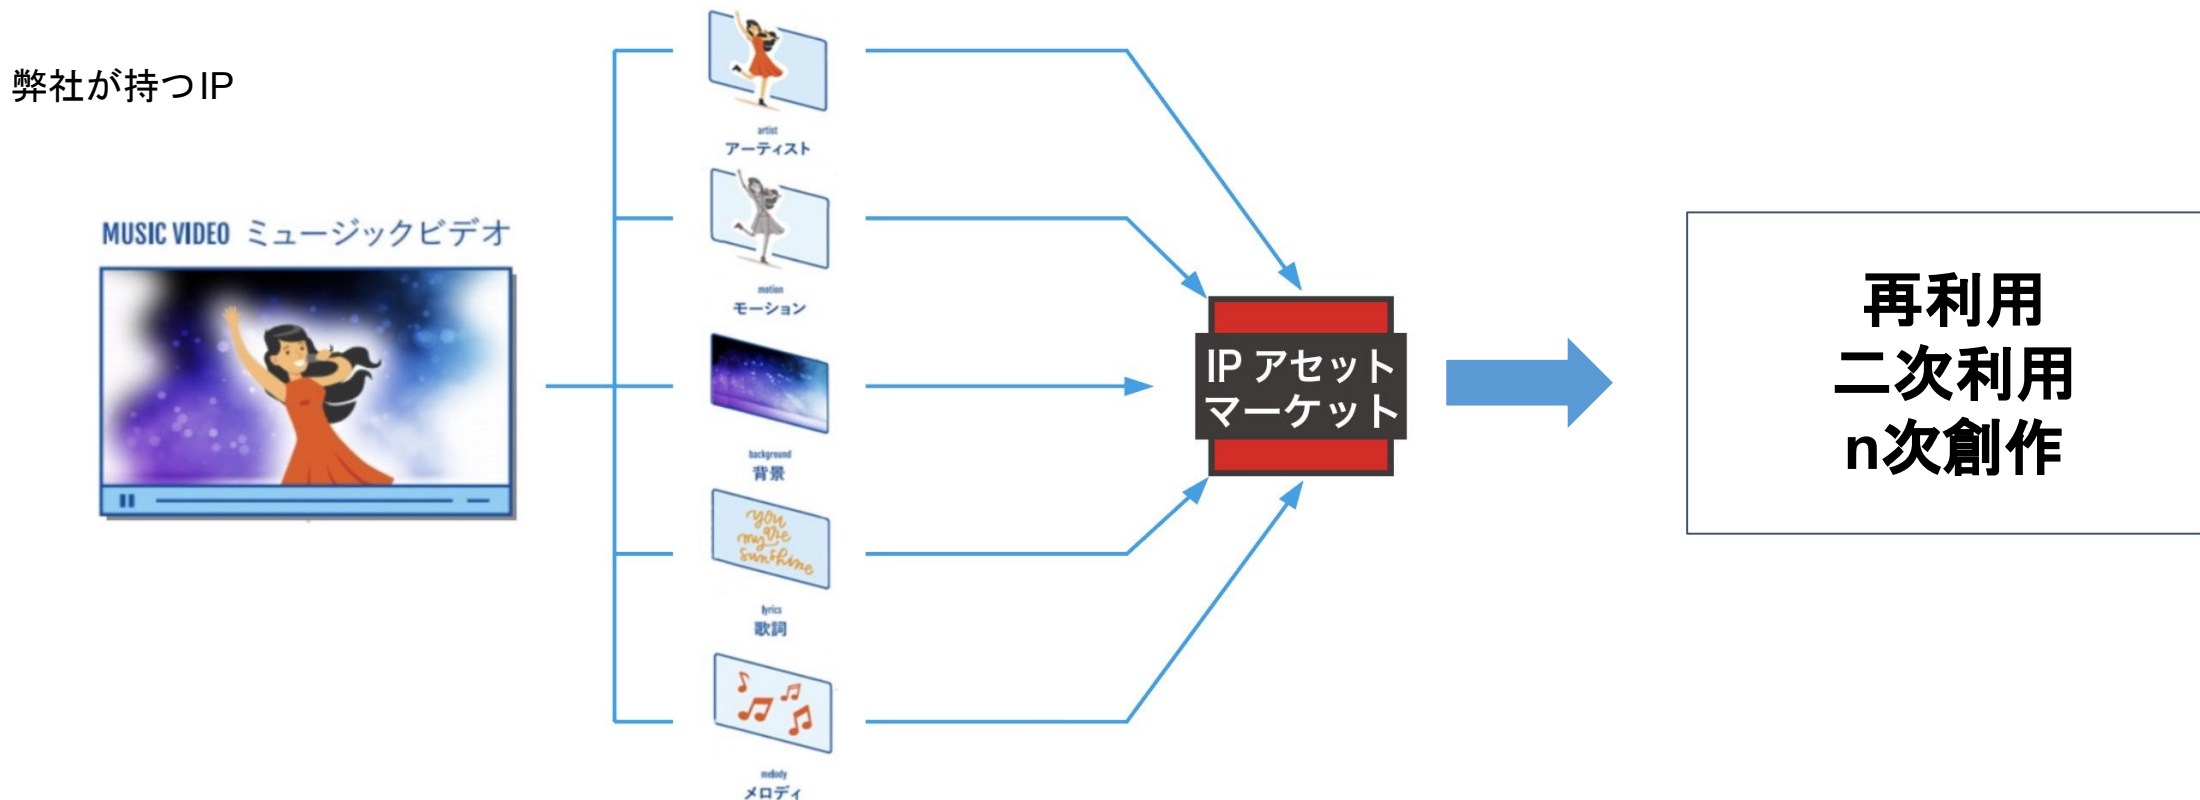 弊社が持つIP
MUSIC VIDEO ミュージックビデオ
artist
アーティスト
motion
モーション
background
背景
you
are
my
sunshine
lyrics
歌詞
melody
メロディ
IP アセット
マーケット
再利用
二次利用
n次創作